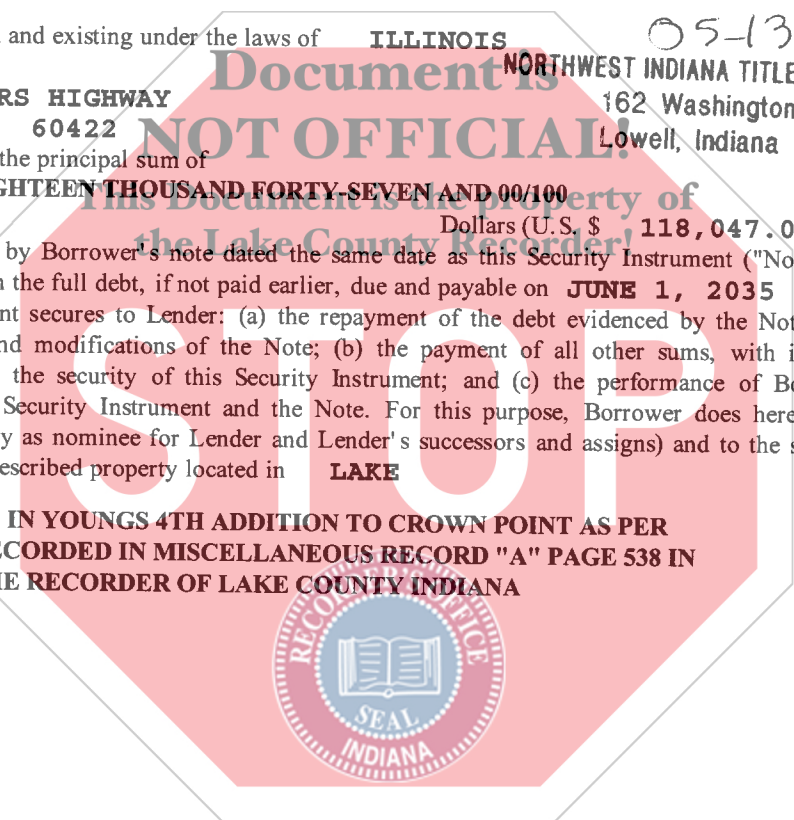 and existing under the laws of ILLINOIS
05-13
NORTHWEST INDIANA TITLE
162 Washington
Lowell, Indiana
RS HIGHWAY
60422
the principal sum of
GHTEEN THOUSAND FORTY-SEVEN AND 00/100
Dollars (U.S. $ 118,047.0
by Borrower's note dated the same date as this Security Instrument ("No
the full debt, if not paid earlier, due and payable on JUNE 1, 2035
nt secures to Lender: (a) the repayment of the debt evidenced by the Not
nd modifications of the Note; (b) the payment of all other sums, with i
the security of this Security Instrument; and (c) the performance of Bo
Security Instrument and the Note. For this purpose, Borrower does here
y as nominee for Lender and Lender's successors and assigns) and to the s
escribed property located in LAKE
IN YOUNGS 4TH ADDITION TO CROWN POINT AS PER
ECORDED IN MISCELLANEOUS RECORD "A" PAGE 538 IN
HE RECORDER OF LAKE COUNTY INDIANA
Document is
NOT OFFICIAL!
This Document is the property of
the Lake County Recorder!
STOP
RECORDER'S OFFICE
SEAL
INDIANA